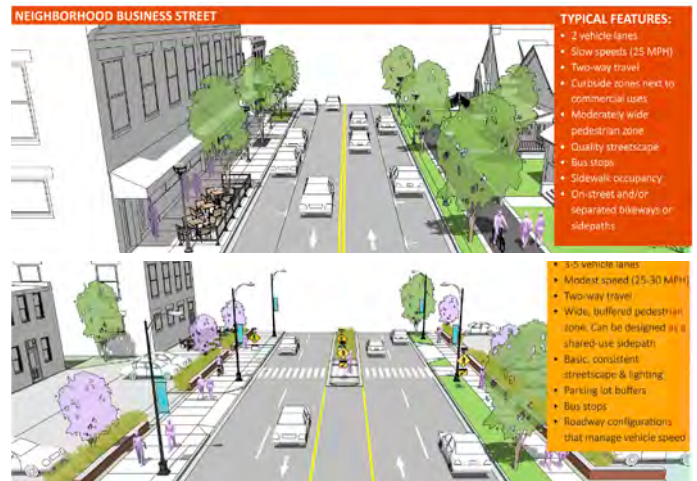 NEIGHBORHOOD BUSINESS STREET
TYPICAL FEATURES:
• 2 vehicle lanes
• Slow speeds (25 MPH)
• Two-way travel
• Curbside zones next to
commercial uses
• Moderately wide
pedestrian zone
• Quality streetscape
• Bus stops
• Sidewalk occupancy
• On-street and/or
separated bikeways or
sidepaths
• 3-5 vehicle lanes
• Modest speed (25-30 MPH)
• Two-way travel
• Wide, buffered pedestrian
zone. Can be designed as a
shared-use sidepath
• Basic, consistent
streetscape & lighting
• Parking lot buffers
• Bus stops
• Roadway configurations
that manage vehicle speed